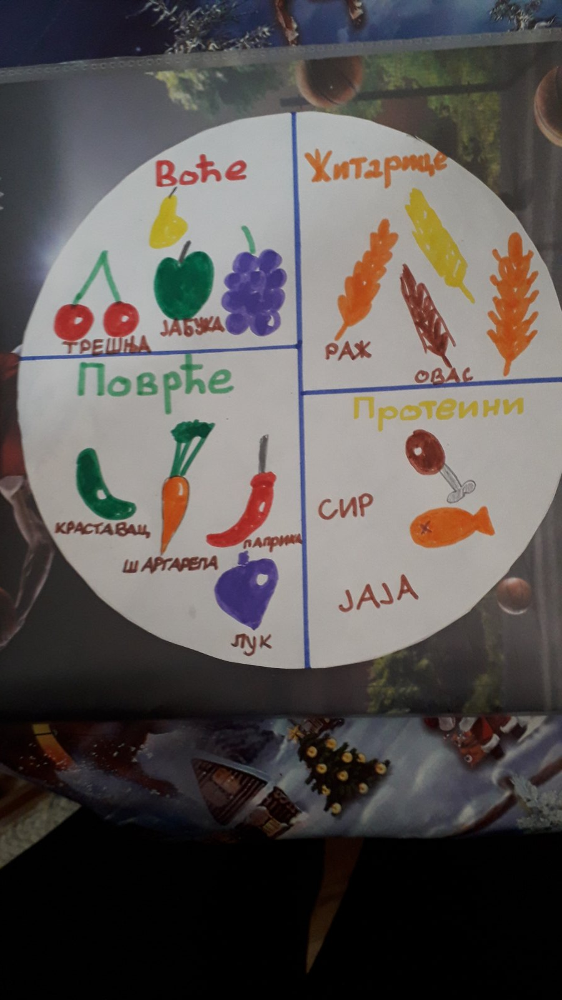 Воће
ЈАБУКА
ТРЕШЊА
Житарице
РАЖ
ОВАС
Поврће
КРАСТАВАЦ
ШАРГАРЕПА
ПАПРИКА
ЛУК
Протеини
СИР
ЈАЈА